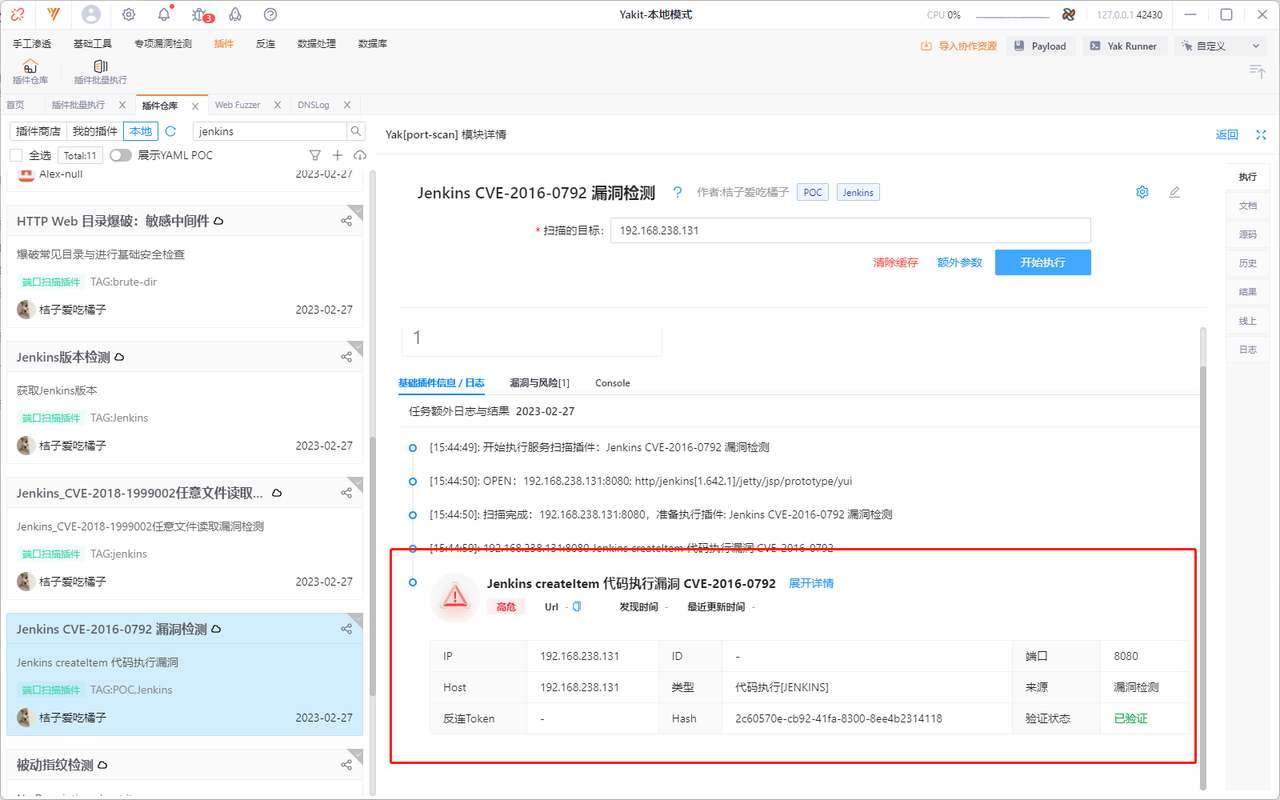 3
Yakit-本地模式
CPU 0%
127.0.0.1 42430
手工渗透 基础工具 专项漏洞检测 插件 反连 数据处理 数据库
导入协作资源 Payload Yak Runner 自定义
插件仓库 插件批量执行
首页 插件批量执行 插件仓库 Web Fuzzer DNSLog
插件商店 我的插件 本地 jenkins
全选 Total:11 展示YAML POC
Alex-null 2023-02-27
HTTP Web 目录爆破：敏感中间件
爆破常见目录与进行基础安全检查
端口扫描插件 TAG:brute-dir
桔子爱吃橘子 2023-02-27
Jenkins版本检测
获取Jenkins版本
端口扫描插件 TAG:Jenkins
桔子爱吃橘子 2023-02-27
Jenkins_CVE-2018-1999002任意文件读取...
Jenkins_CVE-2018-1999002任意文件读取漏洞检测
端口扫描插件 TAG:jenkins
桔子爱吃橘子 2023-02-27
Jenkins CVE-2016-0792 漏洞检测
Jenkins createItem 代码执行漏洞
端口扫描插件 TAG:POC,Jenkins
桔子爱吃橘子 2023-02-27
被动指纹检测
Yak[port-scan] 模块详情 返回
Jenkins CVE-2016-0792 漏洞检测 ? 作者:桔子爱吃橘子 POC Jenkins
* 扫描的目标: 192.168.238.131
清除缓存 额外参数 开始执行
1
基础插件信息 / 日志 漏洞与风险[1] Console
任务额外日志与结果 2023-02-27
[15:44:49]: 开始执行服务扫描插件：Jenkins CVE-2016-0792 漏洞检测
[15:44:50]: OPEN：192.168.238.131:8080: http/jenkins[1.642.1]/jetty/jsp/prototype/yui
[15:44:50]: 扫描完成：192.168.238.131:8080，准备执行插件: Jenkins CVE-2016-0792 漏洞检测
[15:44:59]: 192.168.238.131:8080 Jenkins createItem 代码执行漏洞 CVE-2016-0792
Jenkins createItem 代码执行漏洞 CVE-2016-0792 展开详情
高危 Url - 发现时间 - 最近更新时间 -
IP 192.168.238.131 ID - 端口 8080
Host 192.168.238.131 类型 代码执行[JENKINS] 来源 漏洞检测
反连Token - Hash 2c60570e-cb92-41fa-8300-8ee4b2314118 验证状态 已验证
执行
文档
源码
历史
结果
线上
日志